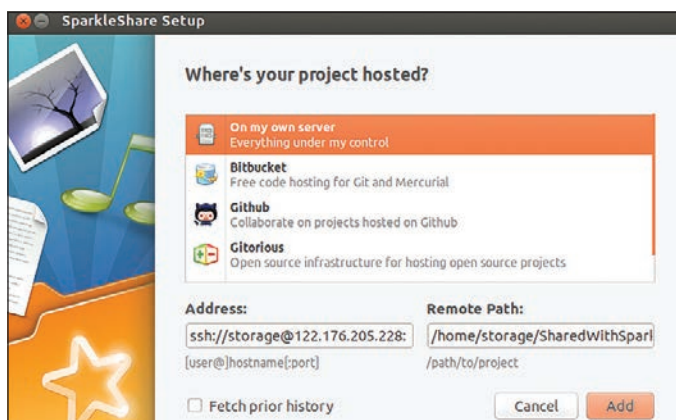 SparkleShare Setup
Where's your project hosted?
On my own server
Everything under my control
Bitbucket
Free code hosting for Git and Mercurial
Github
Collaborate on projects hosted on Github
Gitorious
Open source infrastructure for hosting open source projects
Address:
Remote Path:
ssh://storage@122.176.205.228:
/home/storage/SharedWithSpark
[user@]hostname[:port]
/path/to/project
Fetch prior history
Cancel
Add